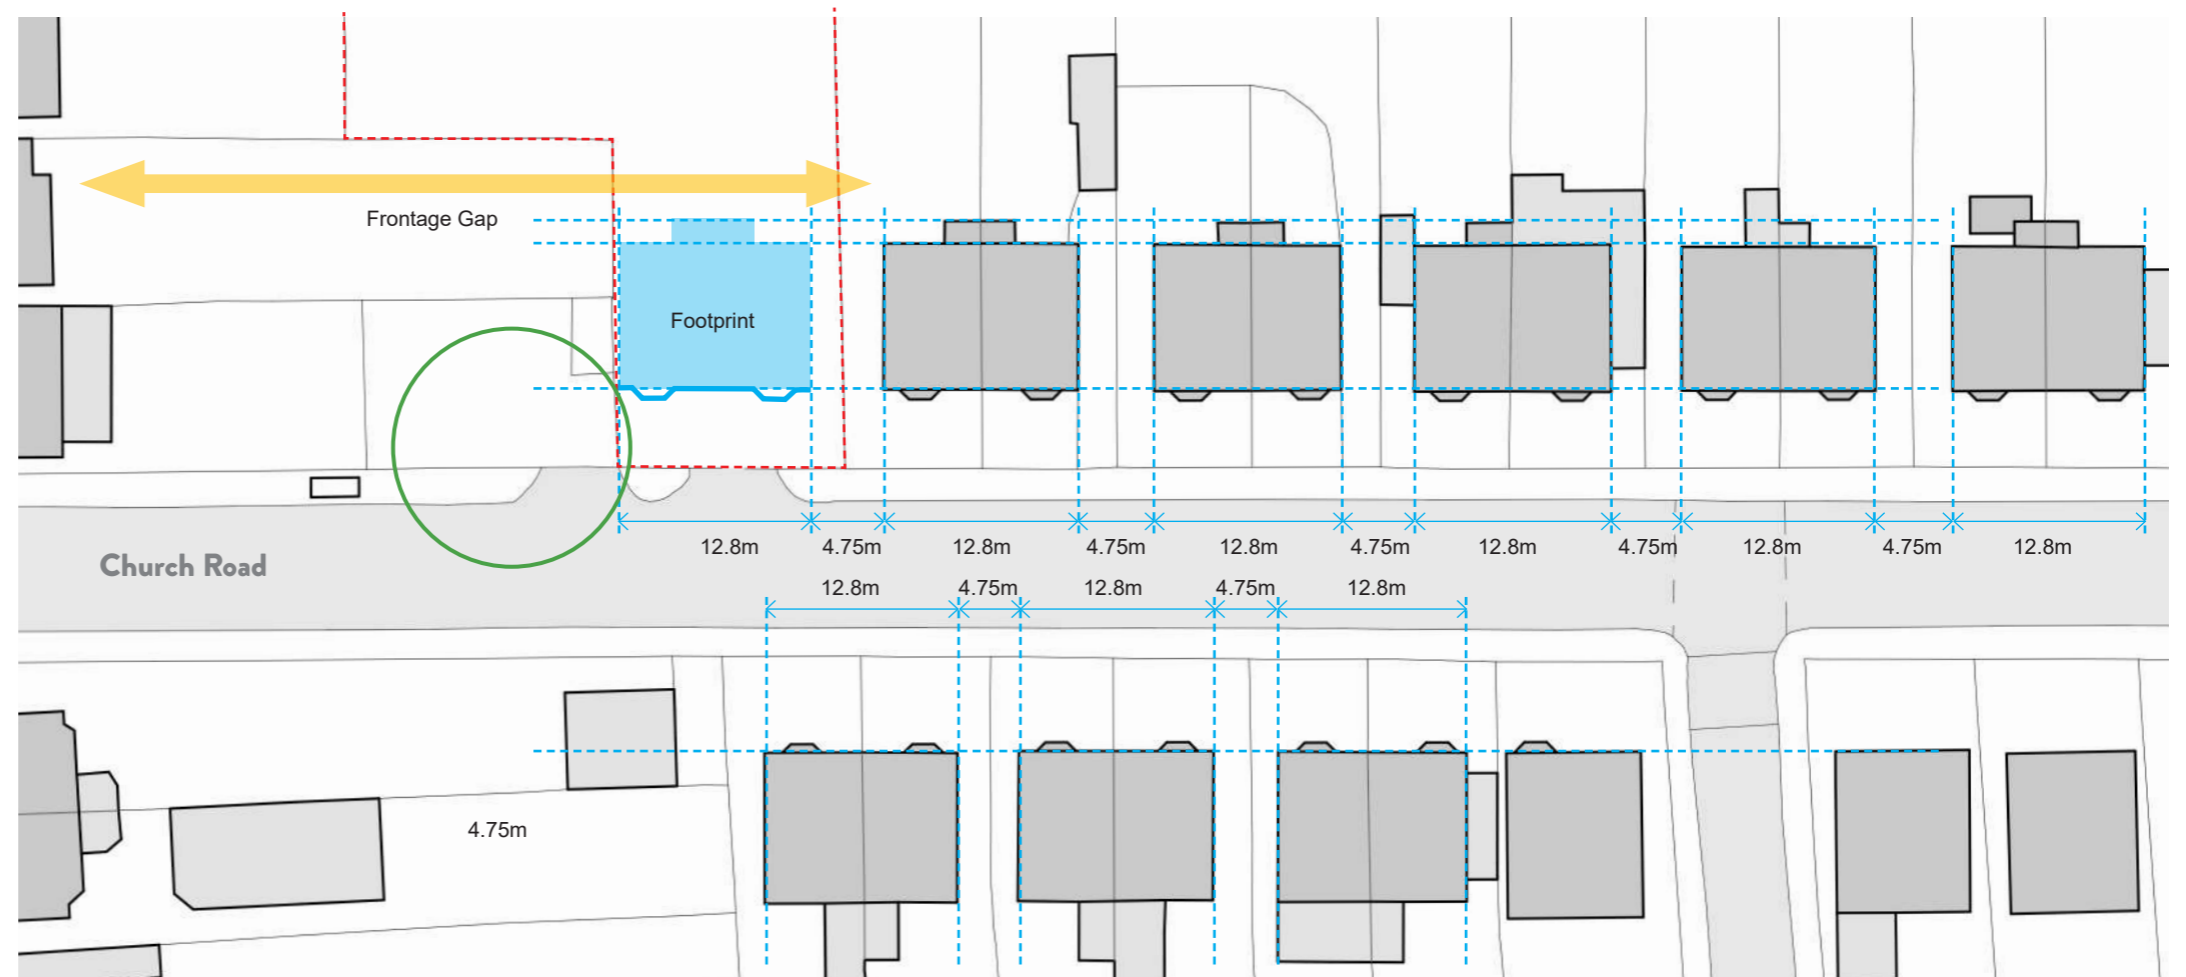 Frontage Gap
Footprint
12.8m 4.75m 12.8m 4.75m 12.8m 4.75m 12.8m 4.75m 12.8m 4.75m 12.8m
Church Road
12.8m 4.75m 12.8m 4.75m 12.8m
4.75m